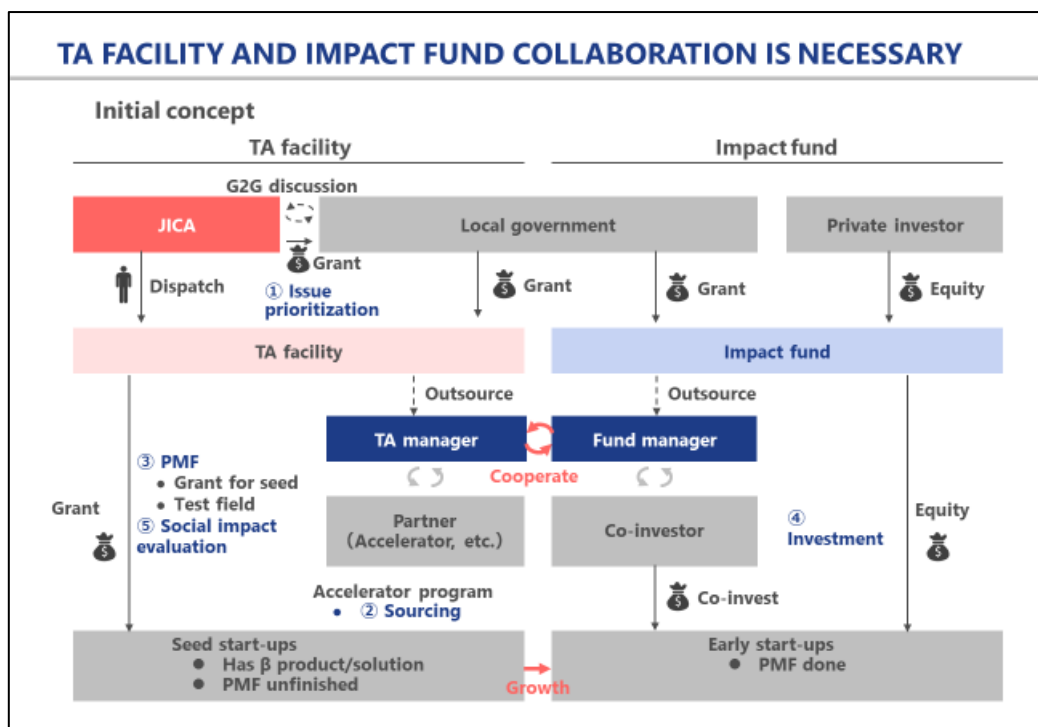 TA FACILITY AND IMPACT FUND COLLABORATION IS NECESSARY
Initial concept
TA facility
Impact fund
G2G discussion
JICA
Local government
Private investor
Grant
Dispatch
① Issue
prioritization
Grant
Grant
Equity
TA facility
Impact fund
Outsource
Outsource
TA manager
Fund manager
Cooperate
③ PMF
● Grant for seed
● Test field
Grant
⑤ Social impact
evaluation
Partner
(Accelerator, etc.)
Co-investor
④
Investment
Equity
Accelerator program
● ② Sourcing
Co-invest
Seed start-ups
● Has β product/solution
● PMF unfinished
Growth
Early start-ups
● PMF done